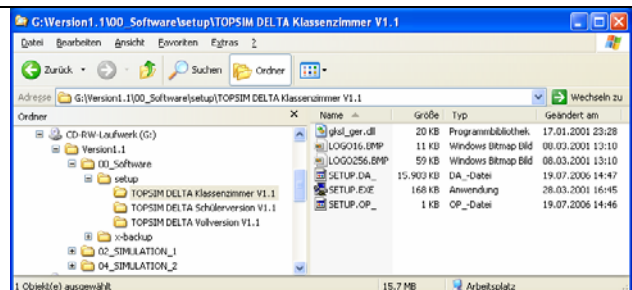 G:\Version1.1\00_Software\setup\TOPSIM DELTA Klassenzimmer V1.1
Datei Bearbeiten Ansicht Favoriten Extras ?
Zurück Suchen Ordner
Adresse G:\Version1.1\00_Software\setup\TOPSIM DELTA Klassenzimmer V1.1 Wechseln zu
Ordner Name Größe Typ Geändert am
CD-RW-Laufwerk (G:)
Version1.1
00_Software
setup
TOPSIM DELTA Klassenzimmer V1.1
TOPSIM DELTA Schülerversion V1.1
TOPSIM DELTA Vollversion V1.1
x-backup
02_SIMULATION_1
04_SIMULATION_2
gksl_ger.dll 20 KB Programmbibliothek 17.01.2001 23:28
LOGO16.BMP 11 KB Windows Bitmap Bild 08.03.2001 13:10
LOGO256.BMP 59 KB Windows Bitmap Bild 08.03.2001 13:10
SETUP.DA_ 15.903 KB DA_-Datei 19.07.2006 14:47
SETUP.EXE 168 KB Anwendung 28.03.2001 16:45
SETUP.OP_ 1 KB OP_-Datei 19.07.2006 14:46
1 Objekt(e) ausgewählt 15,7 MB Arbeitsplatz